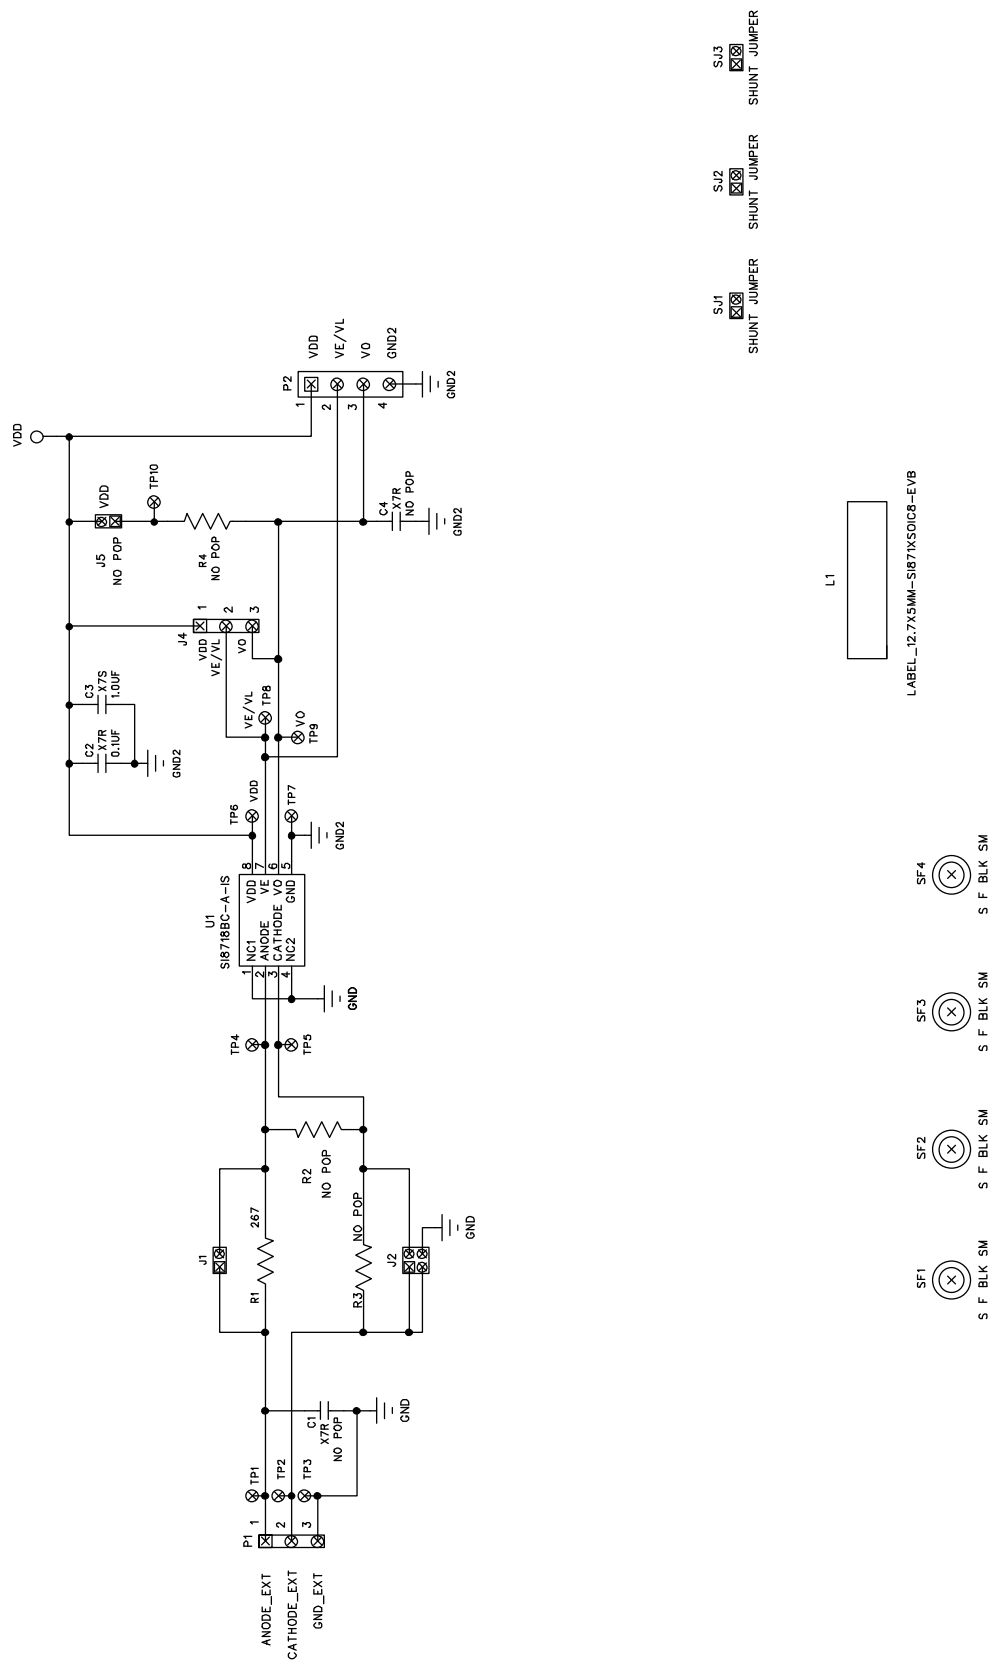 P1
ANODE_EXT
CATHODE_EXT
GND_EXT
1
2
3
TP1
TP2
TP3
C1
X7R
NO POP
GND
J1
R1
267
R2
NO POP
R3
NO POP
J2
GND
TP4
TP5
GND
U1
SI8718BC-A-IS
1
2
3
4
NC1
ANODE
CATHODE
NC2
VDD
VE
VO
GND
8
7
6
5
TP6
VDD
TP7
GND2
C2
X7R
0.1UF
C3
X7S
1.0UF
GND2
VE/VL
TP8
VO
TP9
J4
VDD
VE/VL
VO
1
2
3
J5
NO POP
VDD
TP10
R4
NO POP
C4
X7R
NO POP
GND2
VDD
P2
1
2
3
4
VDD
VE/VL
VO
GND2
GND2
SJ1
SHUNT JUMPER
SJ2
SHUNT JUMPER
SJ3
SHUNT JUMPER
L1
LABEL_12.7X5MM-SI871XSOIC8-EVB
SF1
S F BLK SM
SF2
S F BLK SM
SF3
S F BLK SM
SF4
S F BLK SM